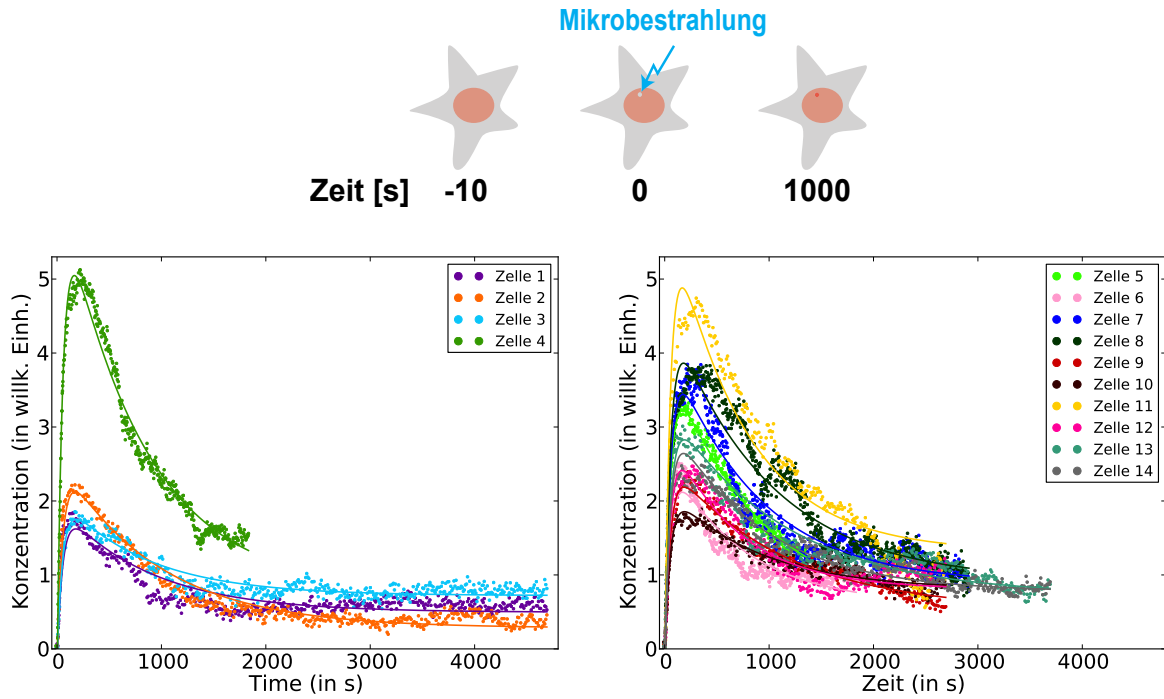 Mikrobestrahlung
Zeit [s] -10 0 1000
Konzentration (in willk. Einh.)
5
4
3
2
1
0
Zelle 1
Zelle 2
Zelle 3
Zelle 4
0 1000 2000 3000 4000
Time (in s)
Konzentration (in willk. Einh.)
5
4
3
2
1
0
Zelle 5
Zelle 6
Zelle 7
Zelle 8
Zelle 9
Zelle 10
Zelle 11
Zelle 12
Zelle 13
Zelle 14
0 1000 2000 3000 4000
Zeit (in s)